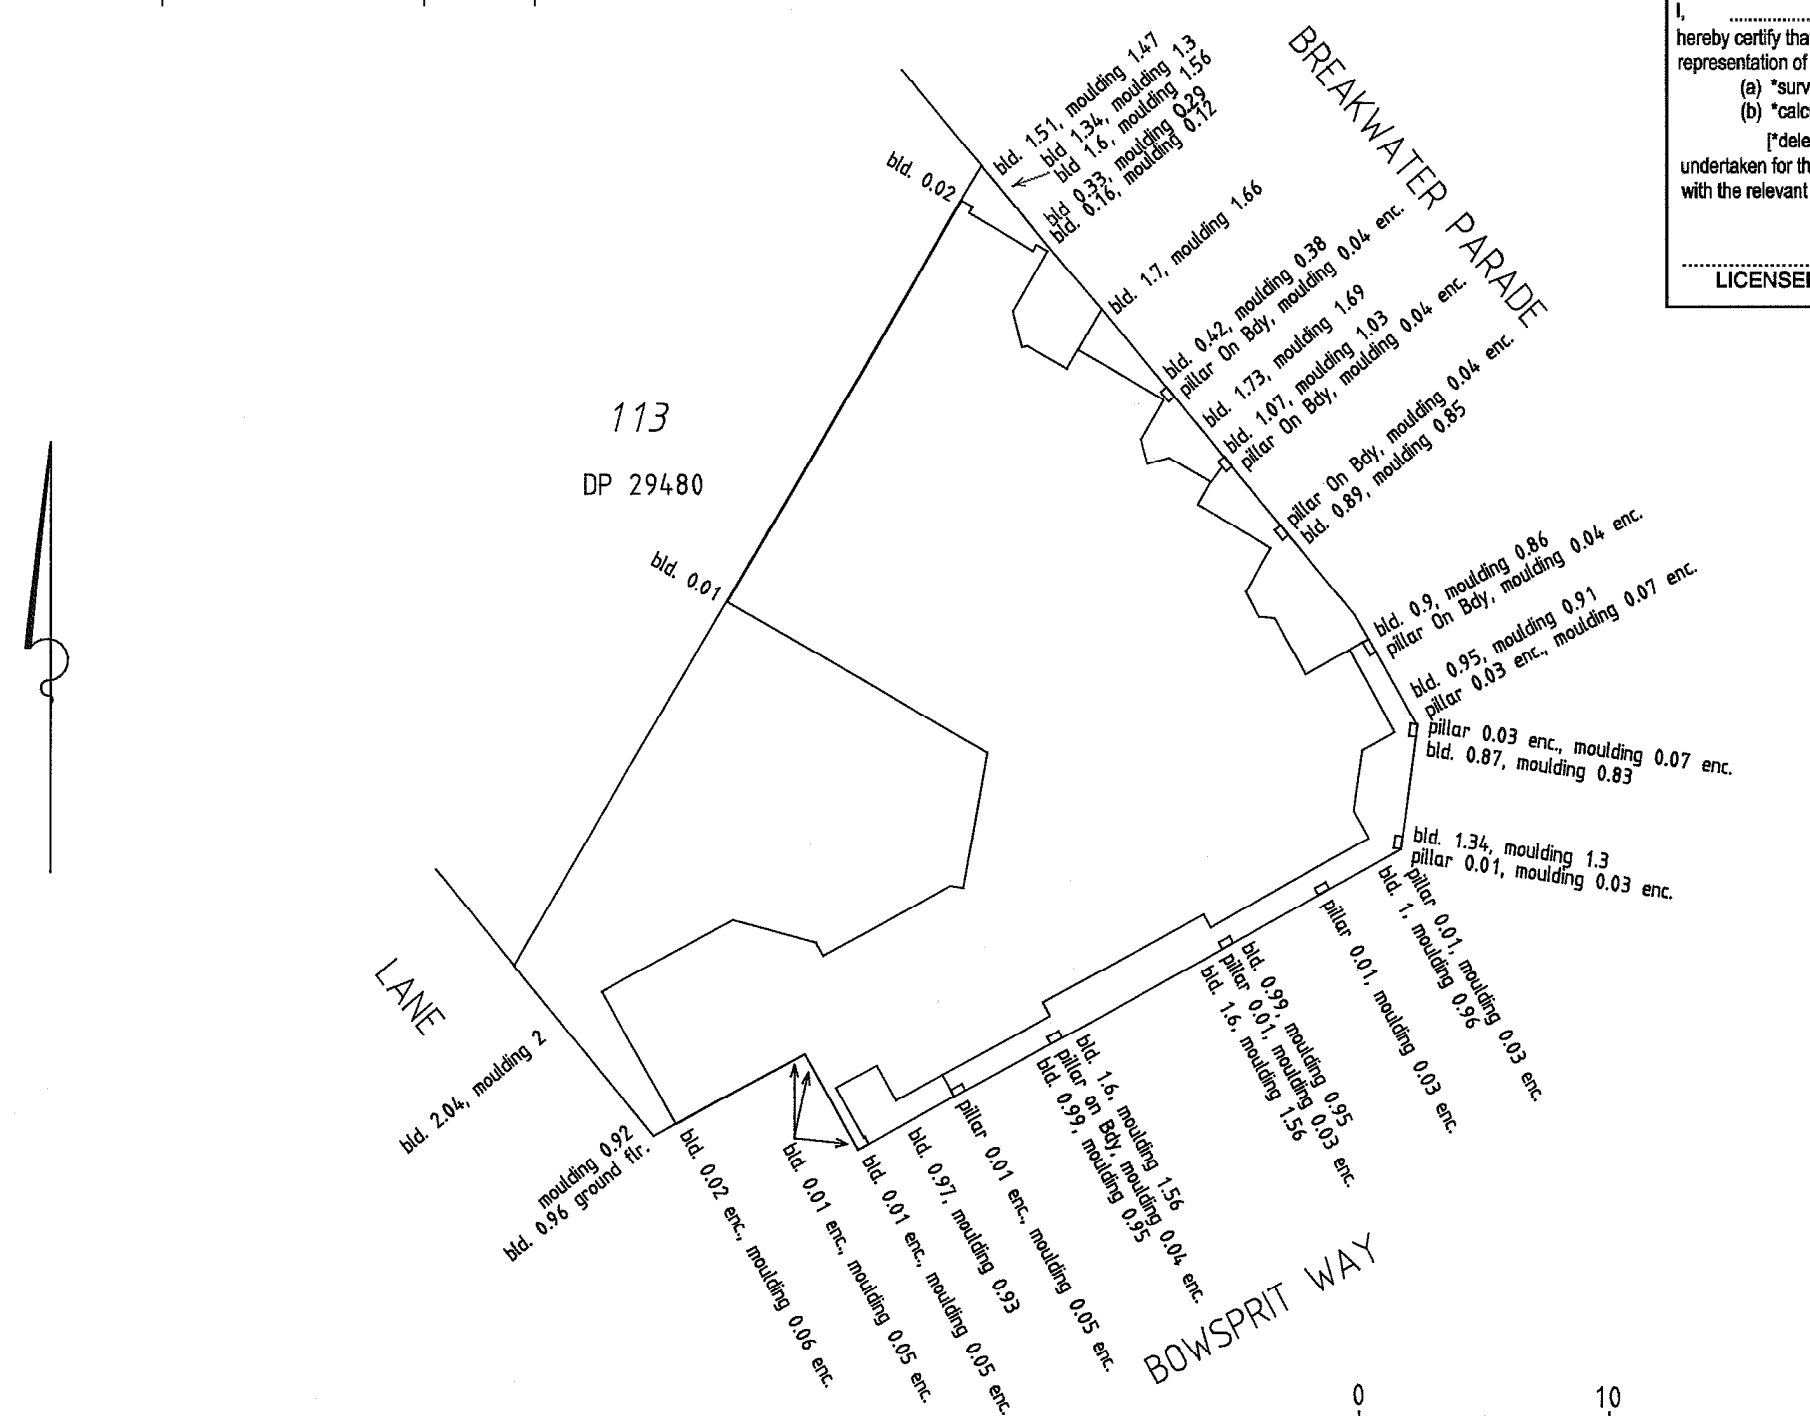 I, ..............
hereby certify tha
representation of
(a) *surv
(b) *calc
[*dele
undertaken for th
with the relevant
LICENSEI
BREAKWATER PARADE
bld. 1.51, moulding 1.47
bld 1.34, moulding 1.3
bld 1.6, moulding 1.56
bld 0.33, moulding 0.29
bld. 0.16, moulding 0.12
bld. 0.02
bld. 1.7, moulding 1.66
bld. 0.42, moulding 0.38
pillar On Bdy, moulding 0.04 enc.
bld. 1.73, moulding 1.69
bld. 1.07, moulding 1.03
pillar On Bdy, moulding 0.04 enc.
pillar On Bdy, moulding 0.04 enc.
bld. 0.89, moulding 0.85
113
DP 29480
bld. 0.01
bld. 0.9, moulding 0.86
pillar On Bdy, moulding 0.04 enc.
bld. 0.95, moulding 0.91
pillar 0.03 enc., moulding 0.07 enc.
pillar 0.03 enc., moulding 0.07 enc.
bld. 0.87, moulding 0.83
bld. 1.34, moulding 1.3
pillar 0.01, moulding 0.03 enc.
pillar 0.01, moulding 0.03 enc.
bld. 1, moulding 0.96
pillar 0.01, moulding 0.03 enc.
bld. 0.99, moulding 0.95
pillar 0.01, moulding 0.03 enc.
bld. 1.6, moulding 1.56
bld. 1.6, moulding 1.56
pillar on Bdy, moulding 0.04 enc.
bld. 0.99, moulding 0.95
pillar 0.01 enc., moulding 0.05 enc.
bld. 0.97, moulding 0.93
bld. 0.01 enc., moulding 0.05 enc.
bld. 0.01 enc., moulding 0.05 enc.
bld. 0.02 enc., moulding 0.06 enc.
LANE
bld. 2.04, moulding 2
moulding 0.92
bld. 0.96 ground flr.
BOWSPRIT WAY
0 10